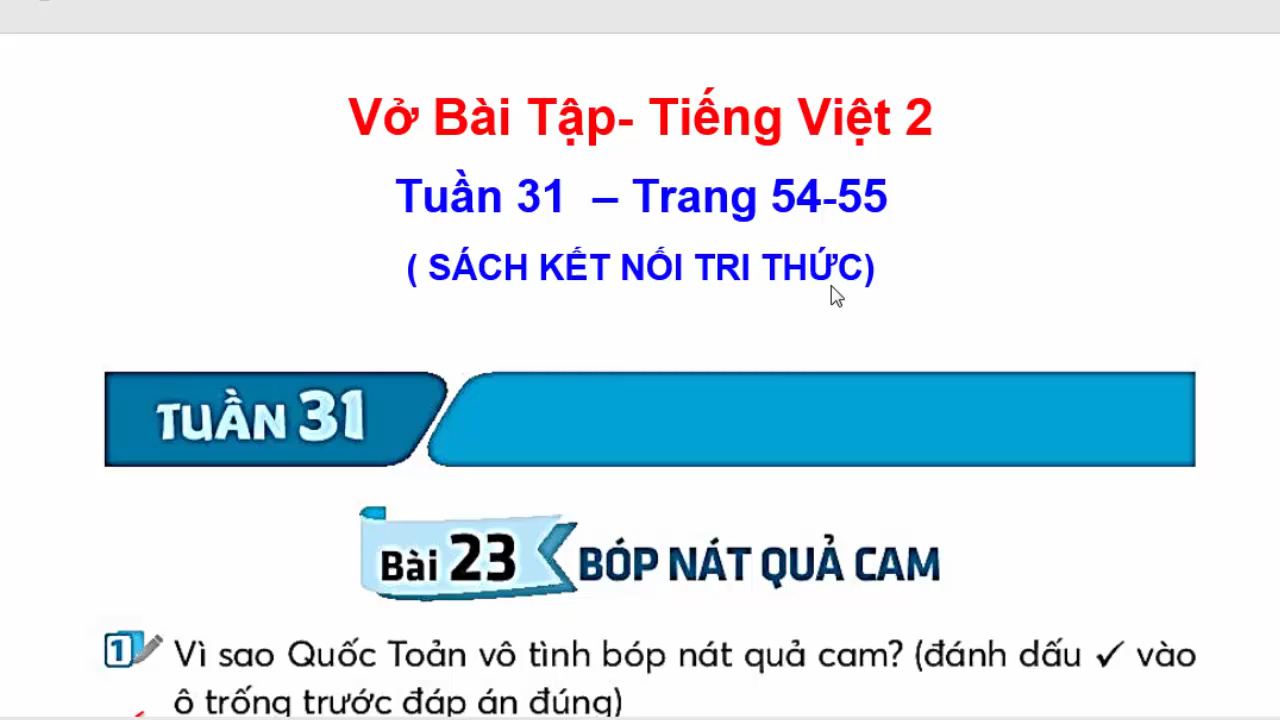 Vở Bài Tập- Tiếng Việt 2
Tuần 31 – Trang 54-55
( SÁCH KẾT NỐI TRI THỨC)
TUẦN 31
Bài 23 BÓP NÁT QUẢ CAM
1 Vì sao Quốc Toản vô tình bóp nát quả cam? (đánh dấu ✓ vào
ô trống trước đáp án đúng)